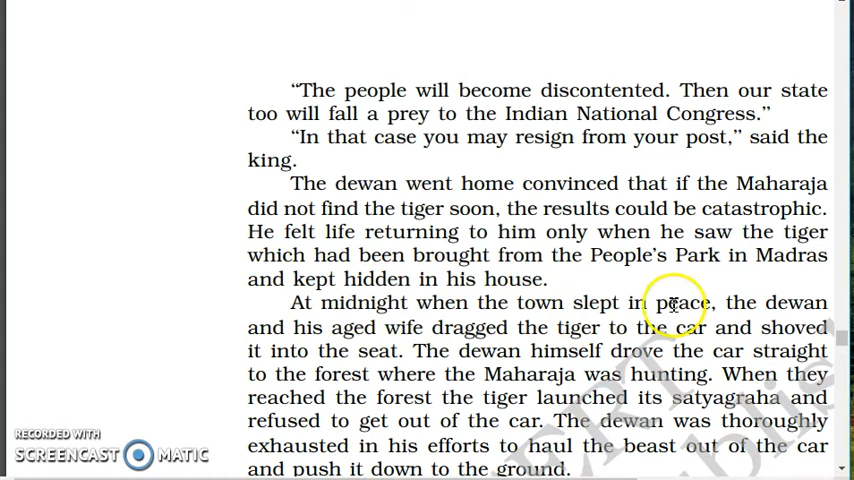 “The people will become discontented. Then our state
too will fall a prey to the Indian National Congress.”
“In that case you may resign from your post,” said the
king.
The dewan went home convinced that if the Maharaja
did not find the tiger soon, the results could be catastrophic.
He felt life returning to him only when he saw the tiger
which had been brought from the People’s Park in Madras
and kept hidden in his house.
At midnight when the town slept in peace, the dewan
and his aged wife dragged the tiger to the car and shoved
it into the seat. The dewan himself drove the car straight
to the forest where the Maharaja was hunting. When they
reached the forest the tiger launched its satyagraha and
refused to get out of the car. The dewan was thoroughly
exhausted in his efforts to haul the beast out of the car
and push it down to the ground.
RECORDED WITH
SCREENCAST MATIC